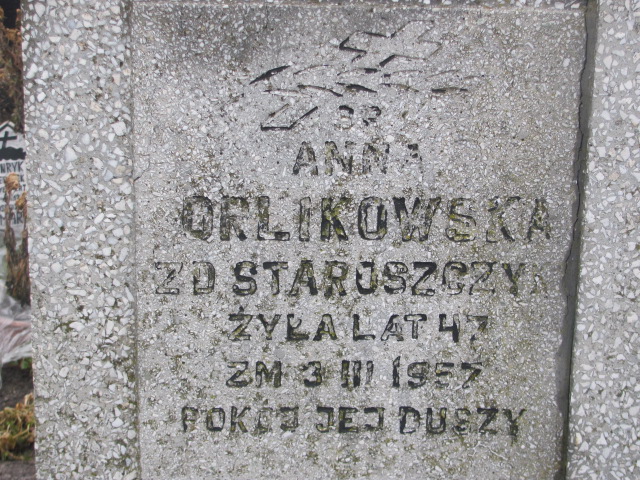 ŚP.
ANNA
ORLIKOWSKA
ZD STAROSZCZYK
ŻYŁA LAT 47
ZM 3 III 1957
POKÓJ JEJ DUSZY